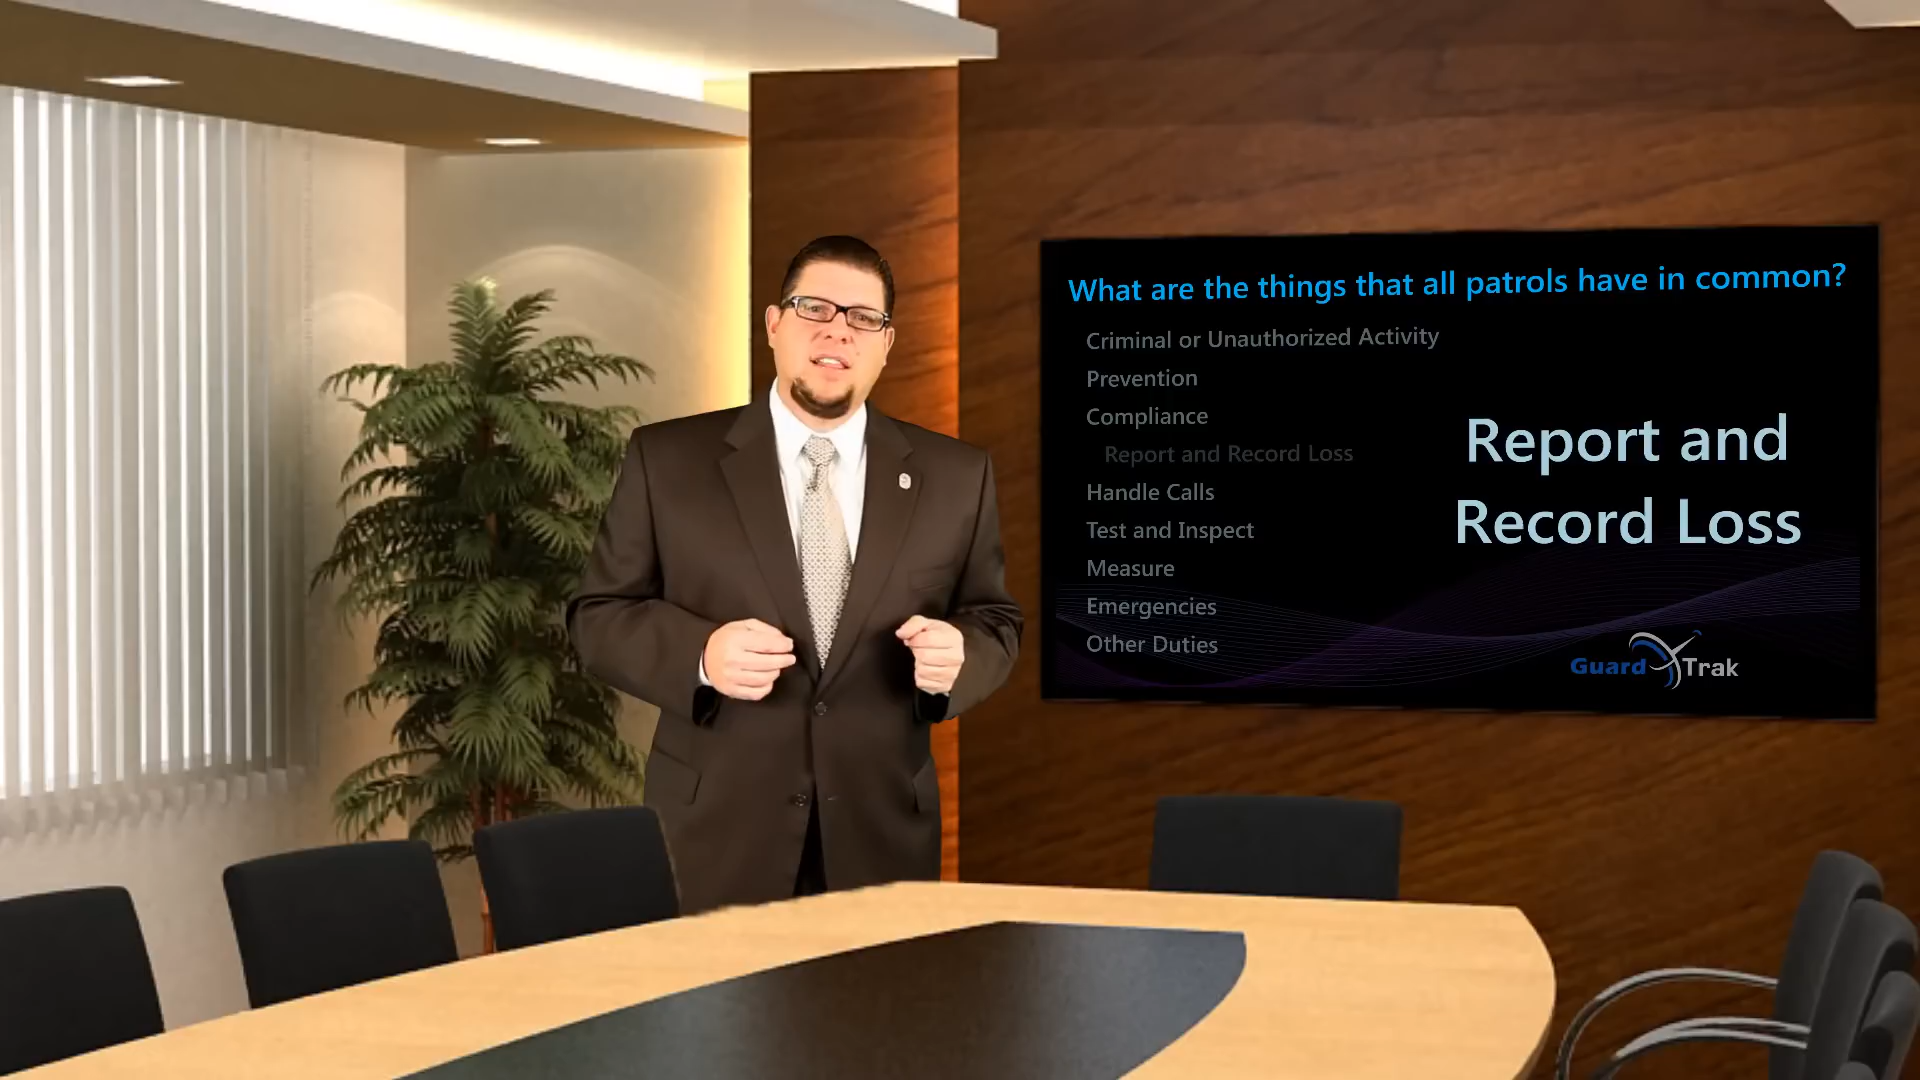 What are the things that all patrols have in common?
Criminal or Unauthorized Activity
Prevention
Compliance
Report and Record Loss
Handle Calls
Test and Inspect
Measure
Emergencies
Other Duties
Report and
Record Loss
Guard Trak